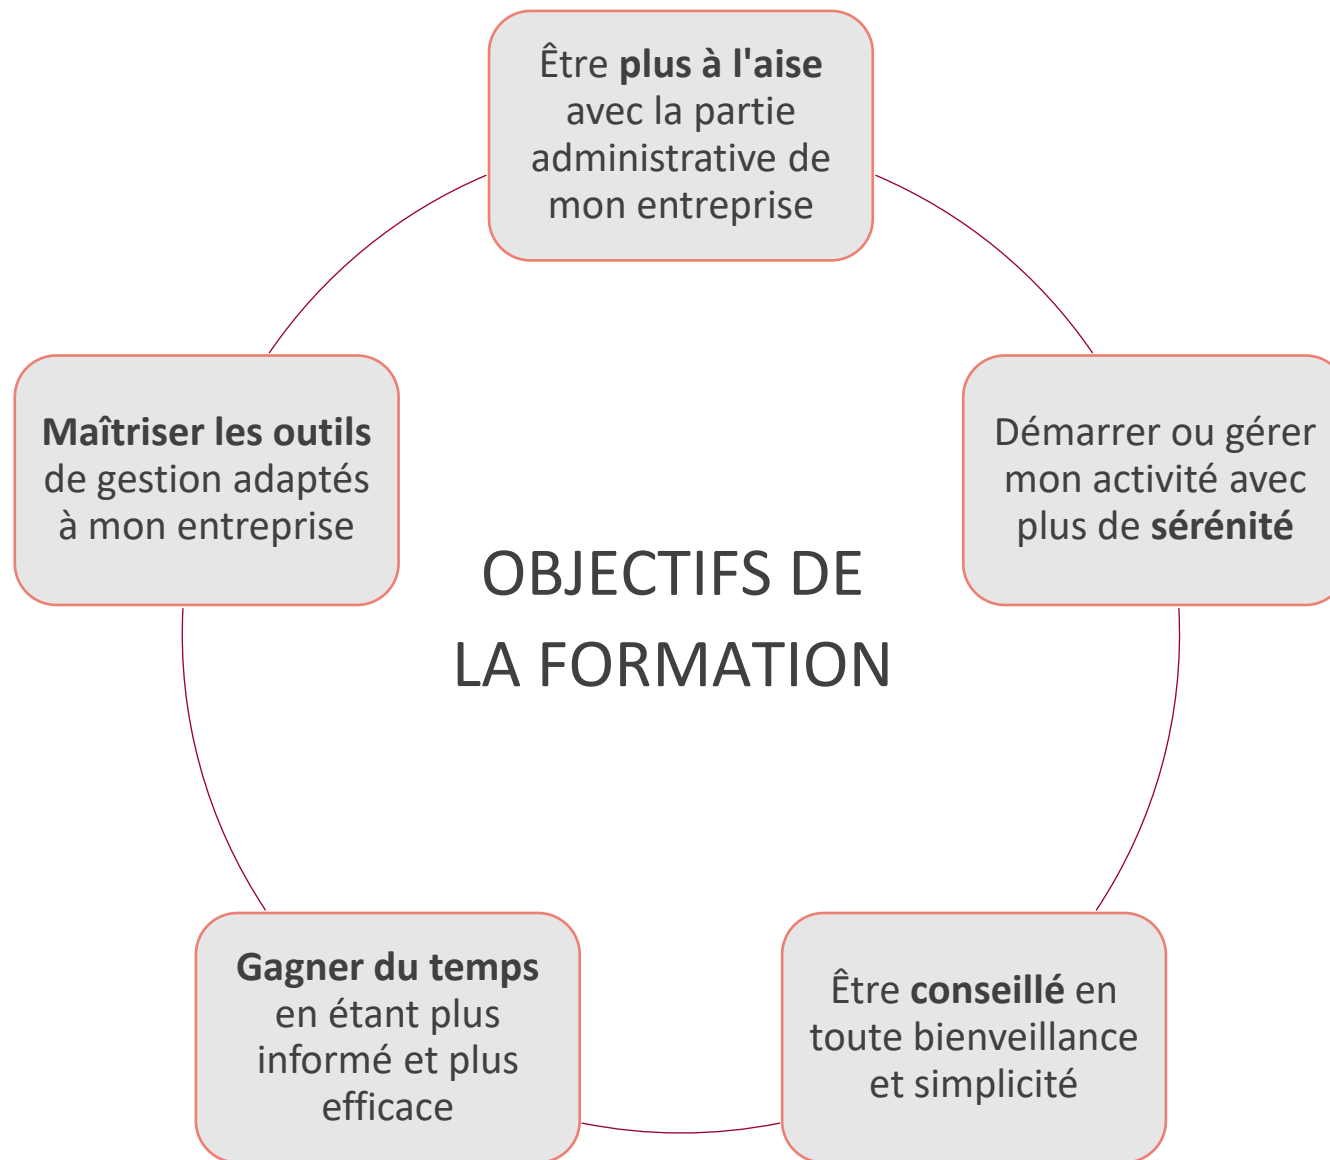 Être plus à l'aise
avec la partie
administrative de
mon entreprise
Maîtriser les outils
de gestion adaptés
à mon entreprise
Démarrer ou gérer
mon activité avec
plus de sérénité
OBJECTIFS DE
LA FORMATION
Gagner du temps
en étant plus
informé et plus
efficace
Être conseillé en
toute bienveillance
et simplicité